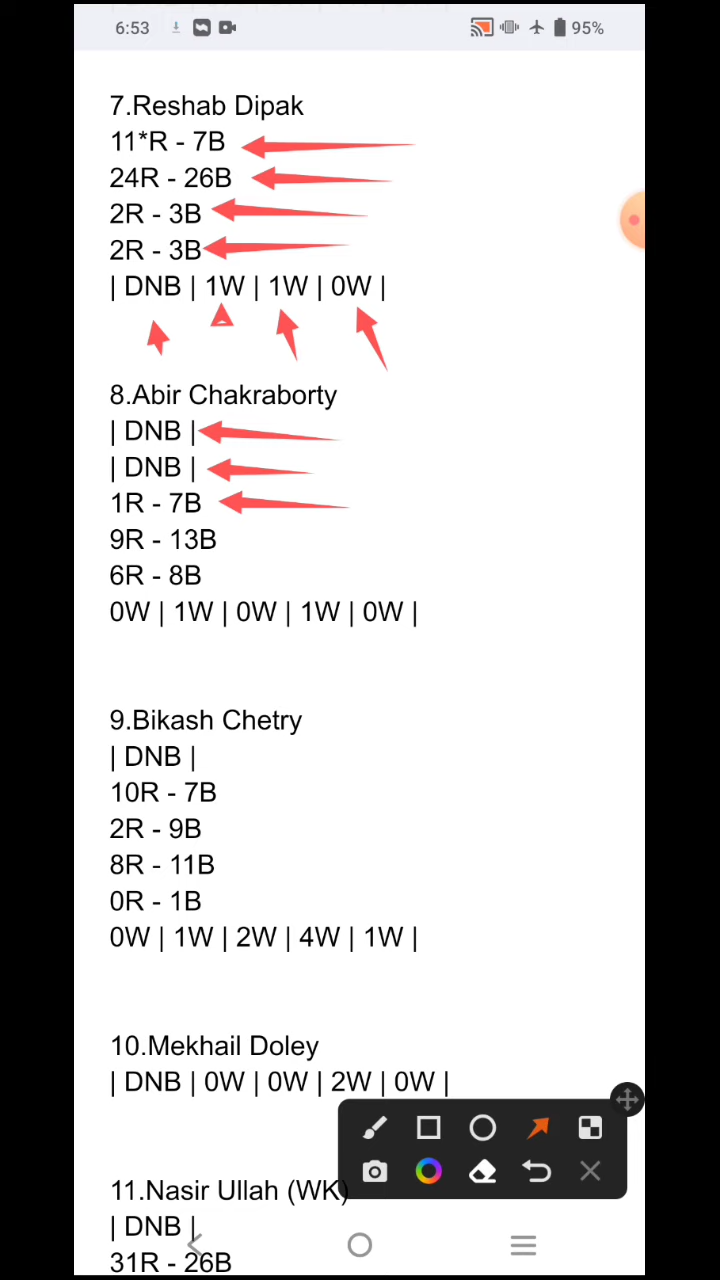 6:53
95%
7.Reshab Dipak
11*R - 7B
24R - 26B
2R - 3B
2R - 3B
| DNB | 1W | 1W | 0W |
8.Abir Chakraborty
| DNB |
| DNB |
1R - 7B
9R - 13B
6R - 8B
0W | 1W | 0W | 1W | 0W |
9.Bikash Chetry
| DNB |
10R - 7B
2R - 9B
8R - 11B
0R - 1B
0W | 1W | 2W | 4W | 1W |
10.Mekhail Doley
| DNB | 0W | 0W | 2W | 0W |
11.Nasir Ullah (WK)
| DNB |
31R - 26B